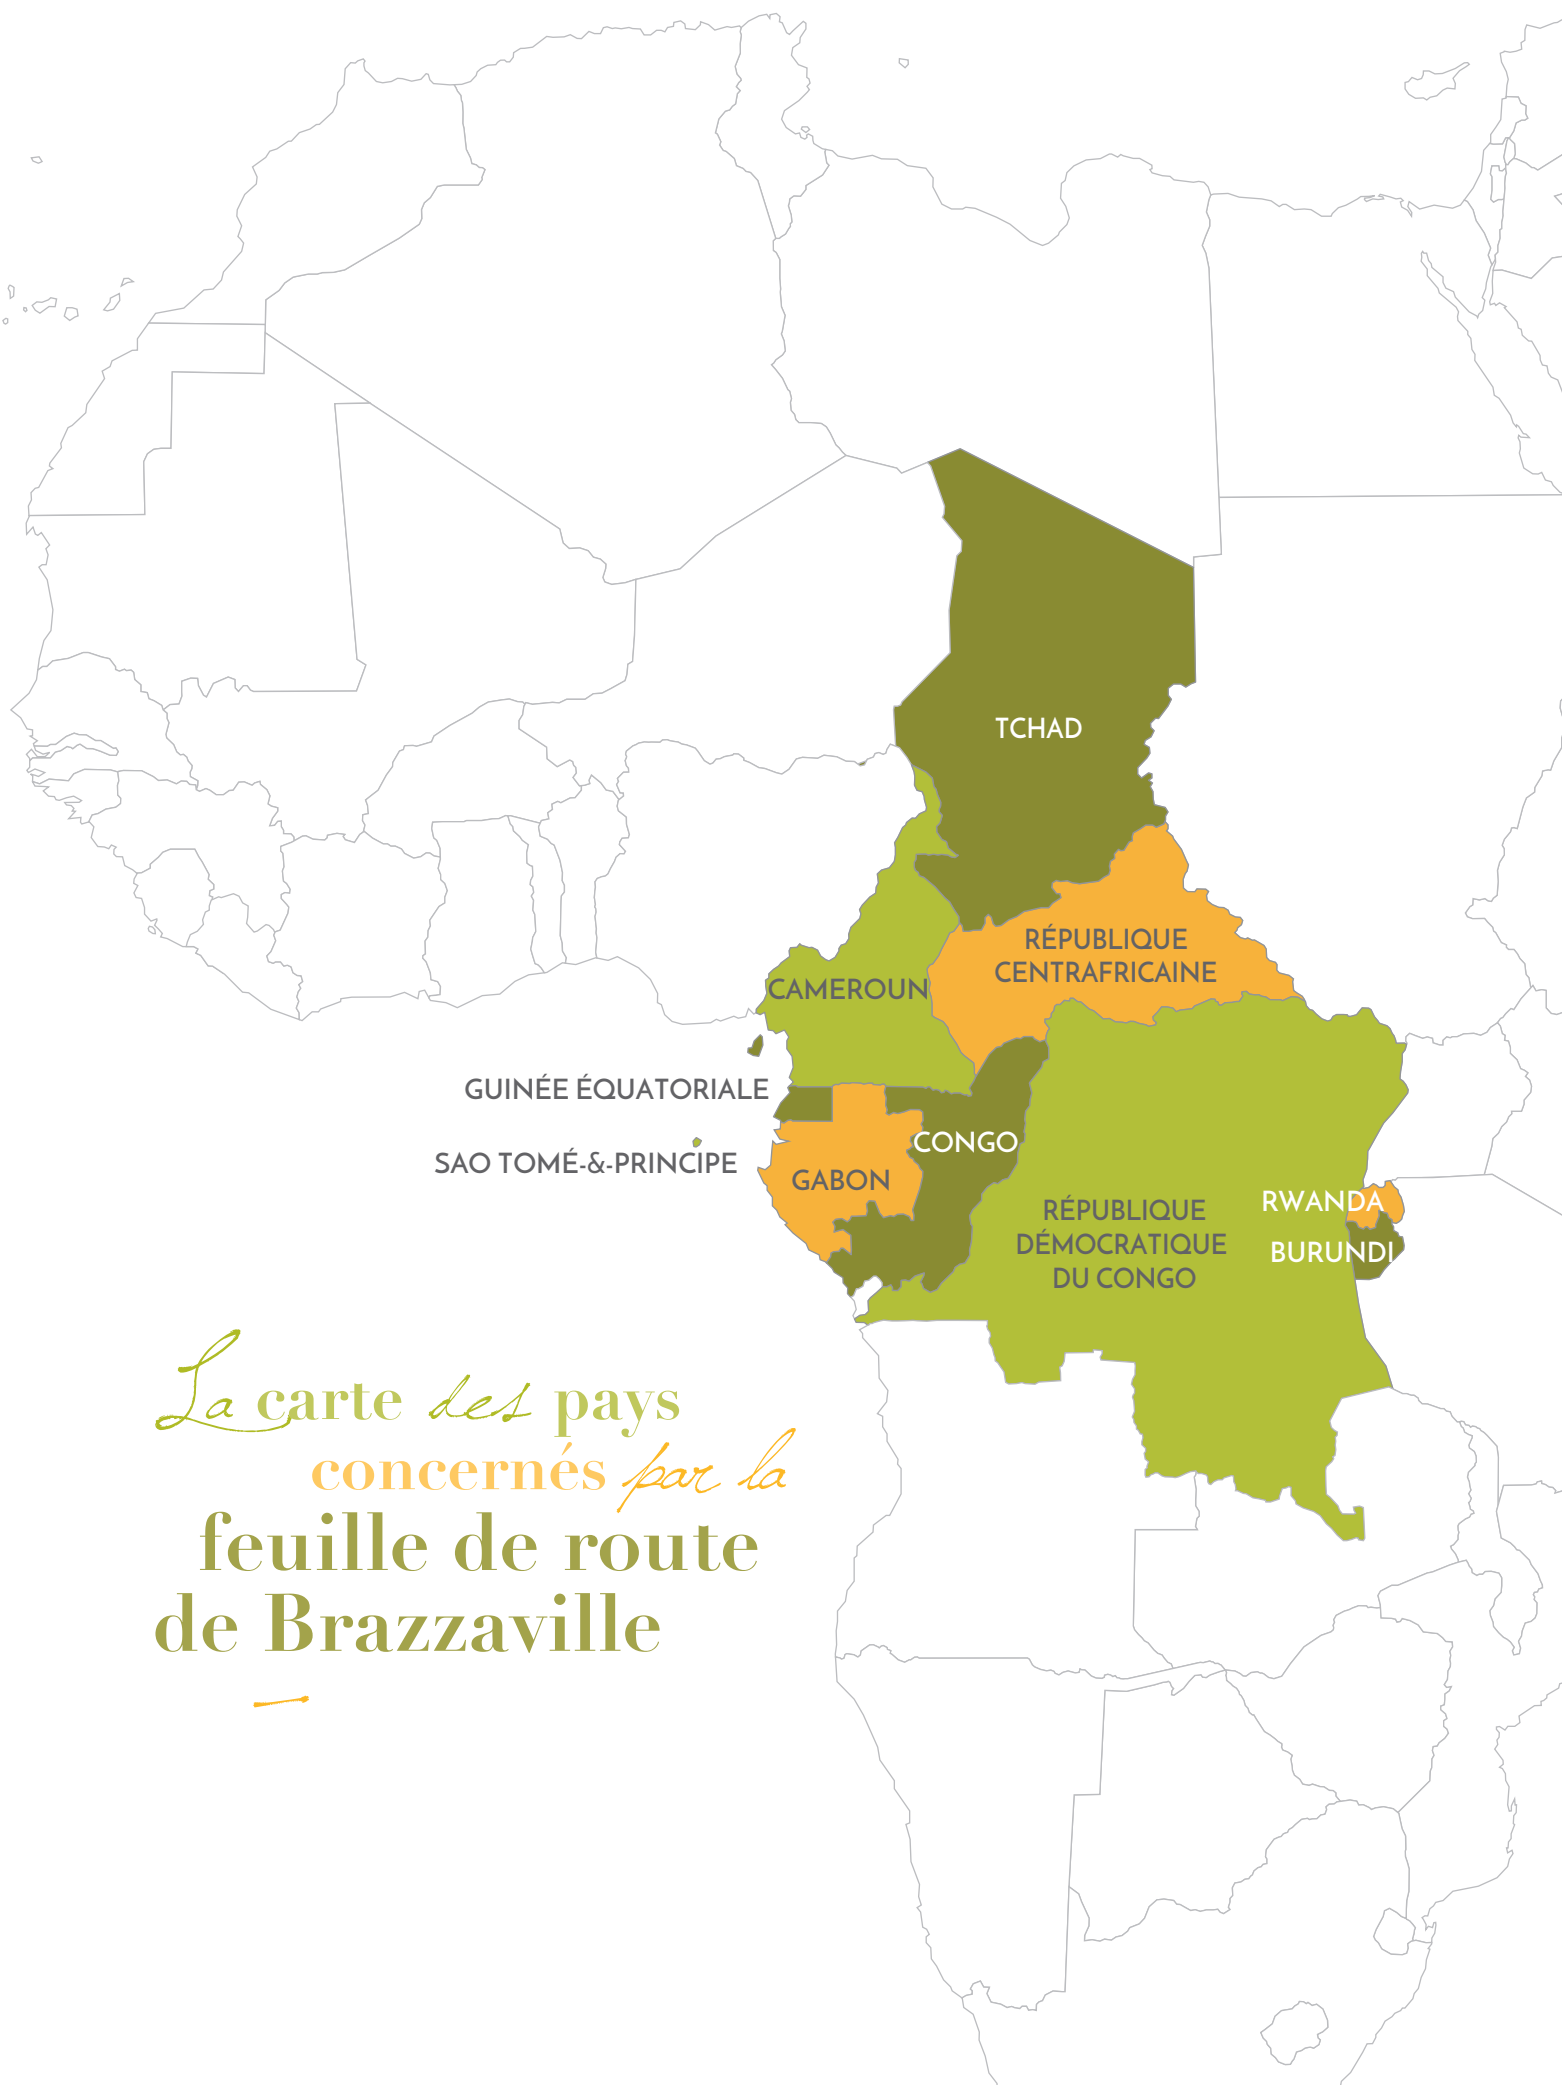 TCHAD
RÉPUBLIQUE
CENTRAFRICAINE
CAMEROUN
GUINÉE ÉQUATORIALE
CONGO
SAO TOMÉ-&-PRINCIPE
GABON
RWANDA
RÉPUBLIQUE
DÉMOCRATIQUE
DU CONGO
BURUNDI
La carte des pays
concernés par la
feuille de route
de Brazzaville